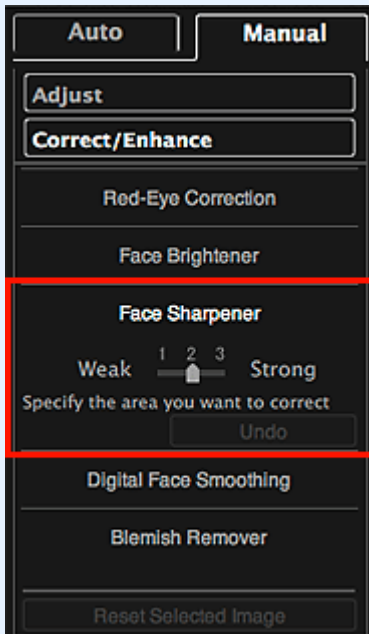 Auto Manual
Adjust
Correct/Enhance
Red-Eye Correction
Face Brightener
Face Sharpener
1 2 3
Weak Strong
Specify the area you want to correct
Undo
Digital Face Smoothing
Blemish Remover
Reset Selected Image